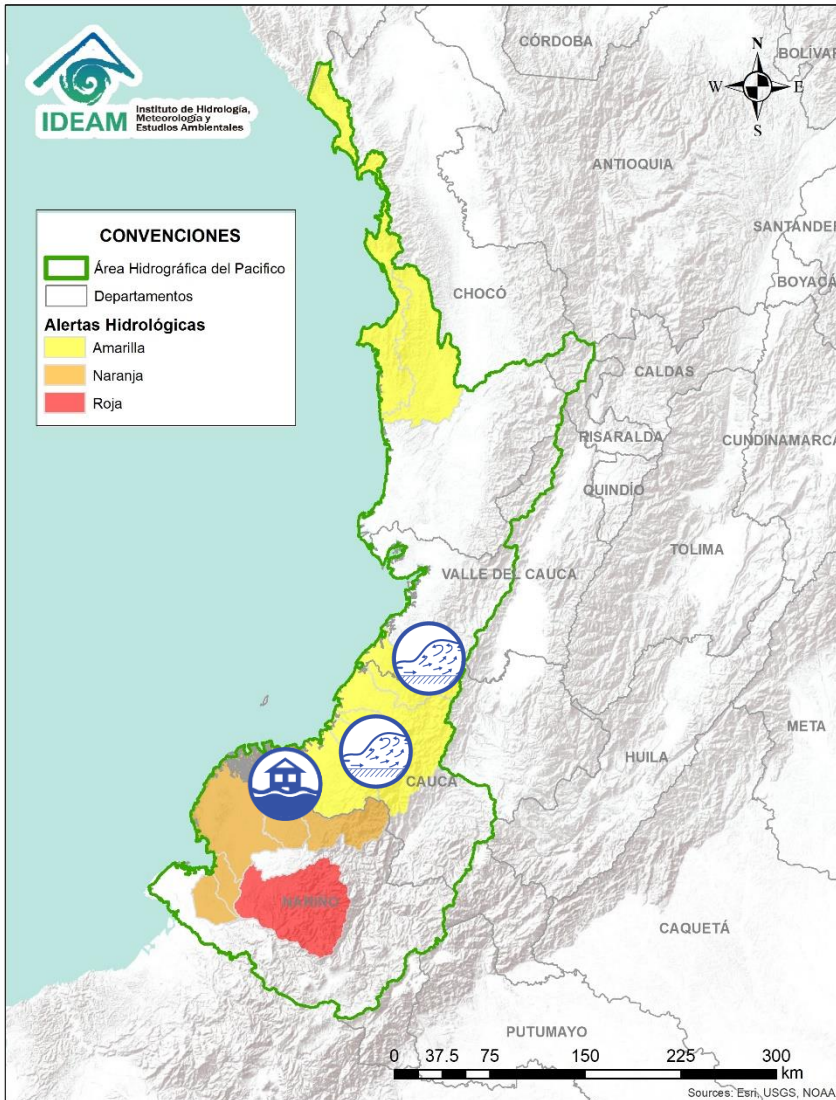 CÓRDOBA
BOLÍVAR
N
W E
S
IDEAM
Instituto de Hidrología,
Meteorología y
Estudios Ambientales
ANTIOQUIA
SANTANDER
CONVENCIONES
Área Hidrográfica del Pacifico
Departamentos
Alertas Hidrológicas
Amarilla
Naranja
Roja
BOYACÁ
CHOCÓ
CALDAS
RISARALDA
CUNDINAMARCA
QUINDÍO
TOLIMA
VALLE DEL CAUCA
META
HUILA
CAUCA
NARIÑO
CAQUETÁ
PUTUMAYO
0 37.5 75 150 225 300
km
Sources: Esri, USGS, NOAA